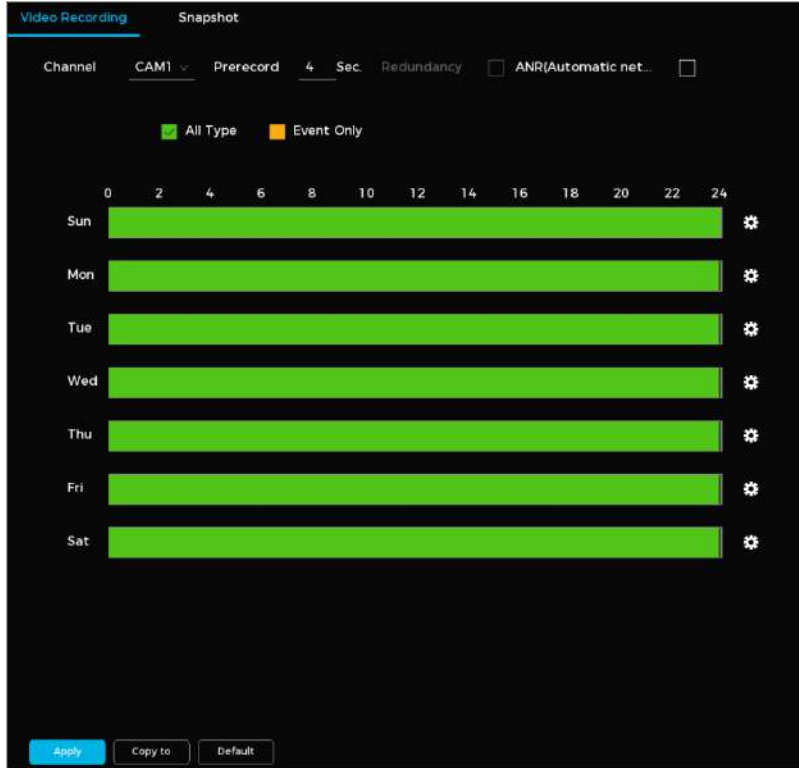 Video Recording Snapshot
Channel CAM1 Prerecord 4 Sec. Redundancy ANR(Automatic net...
All Type Event Only
0 2 4 6 8 10 12 14 16 18 20 22 24
Sun
Mon
Tue
Wed
Thu
Fri
Sat
Apply Copy to Default